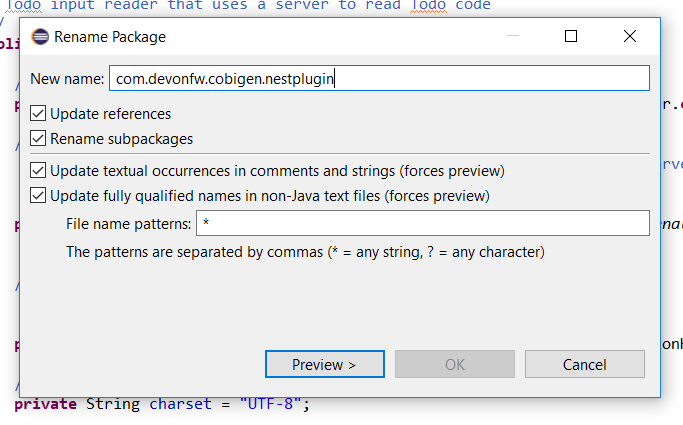 Todo input reader that uses a server to read Todo code
Rename Package
New name: com.devonfw.cobigen.nestplugin
Update references
Rename subpackages
Update textual occurrences in comments and strings (forces preview)
Update fully qualified names in non-Java text files (forces preview)
File name patterns: *
The patterns are separated by commas (* = any string, ? = any character)
Preview > OK Cancel
private String charset = "UTF-8";